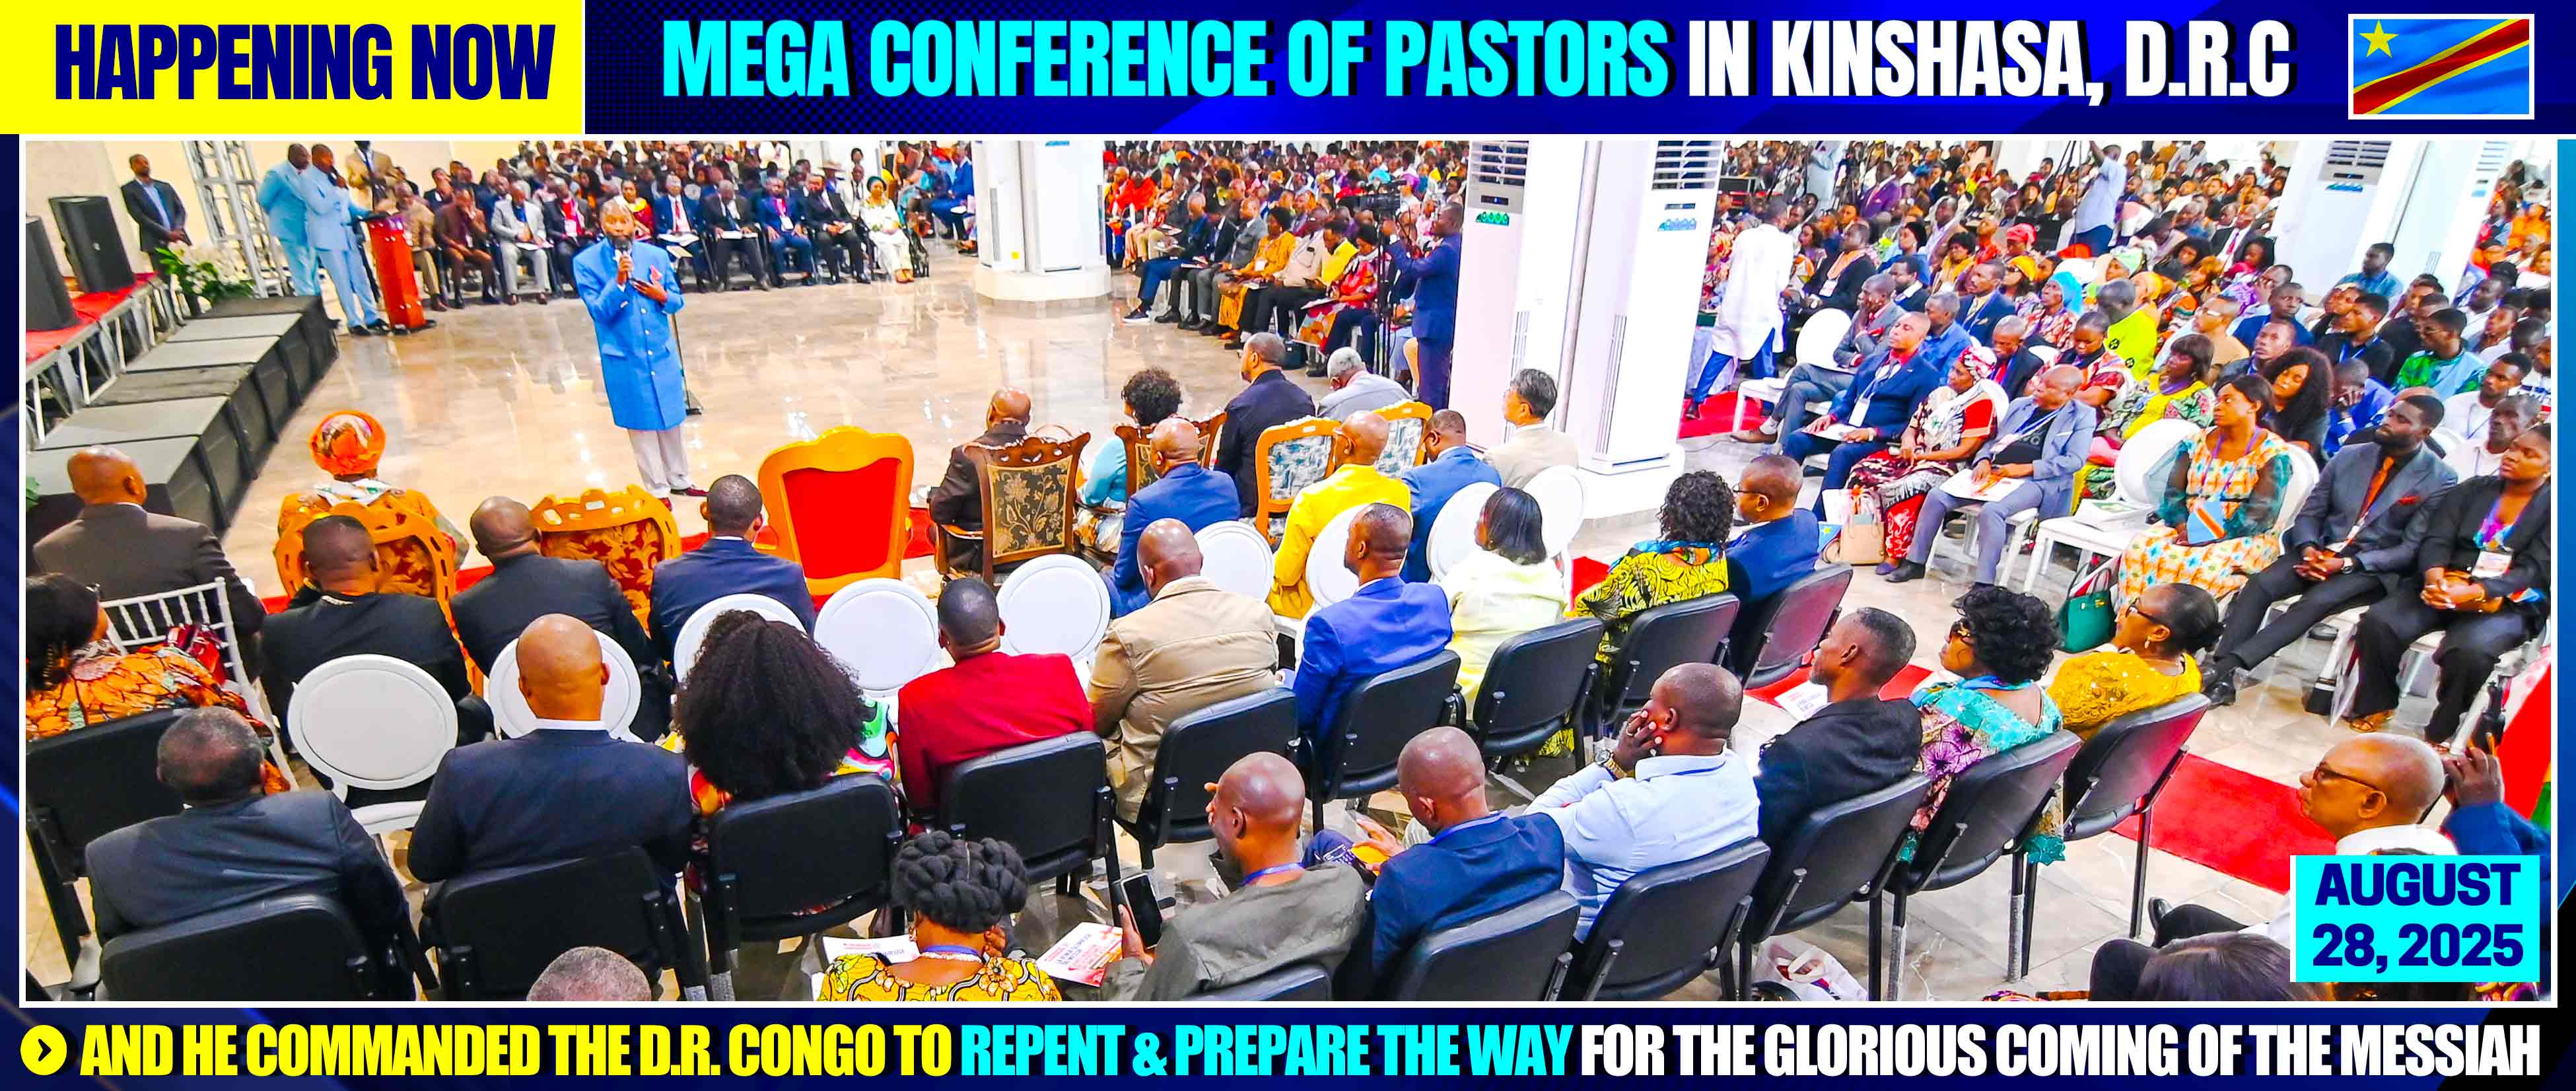 HAPPENING NOW
MEGA CONFERENCE OF PASTORS IN KINSHASA, D.R.C
AUGUST
28, 2025
AND HE COMMANDED THE D.R. CONGO TO REPENT & PREPARE THE WAY FOR THE GLORIOUS COMING OF THE MESSIAH